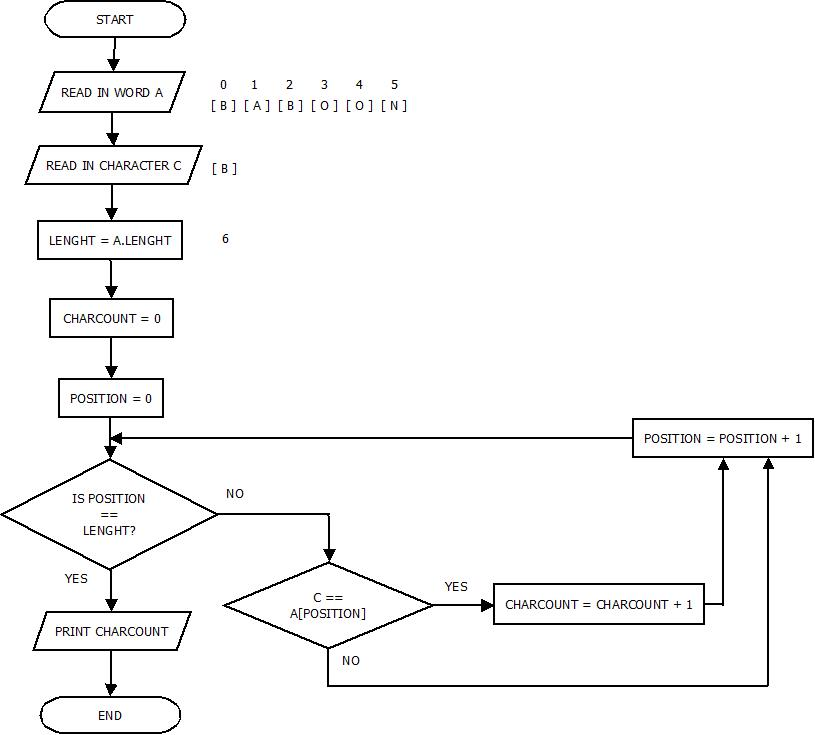 START
READ IN WORD A
0 1 2 3 4 5
[ B ] [ A ] [ B ] [ O ] [ O ] [ N ]
READ IN CHARACTER C
[ B ]
LENGHT = A.LENGHT
6
CHARCOUNT = 0
POSITION = 0
POSITION = POSITION + 1
IS POSITION
==
LENGHT?
NO
YES
C ==
A[POSITION]
YES
CHARCOUNT = CHARCOUNT + 1
NO
PRINT CHARCOUNT
END